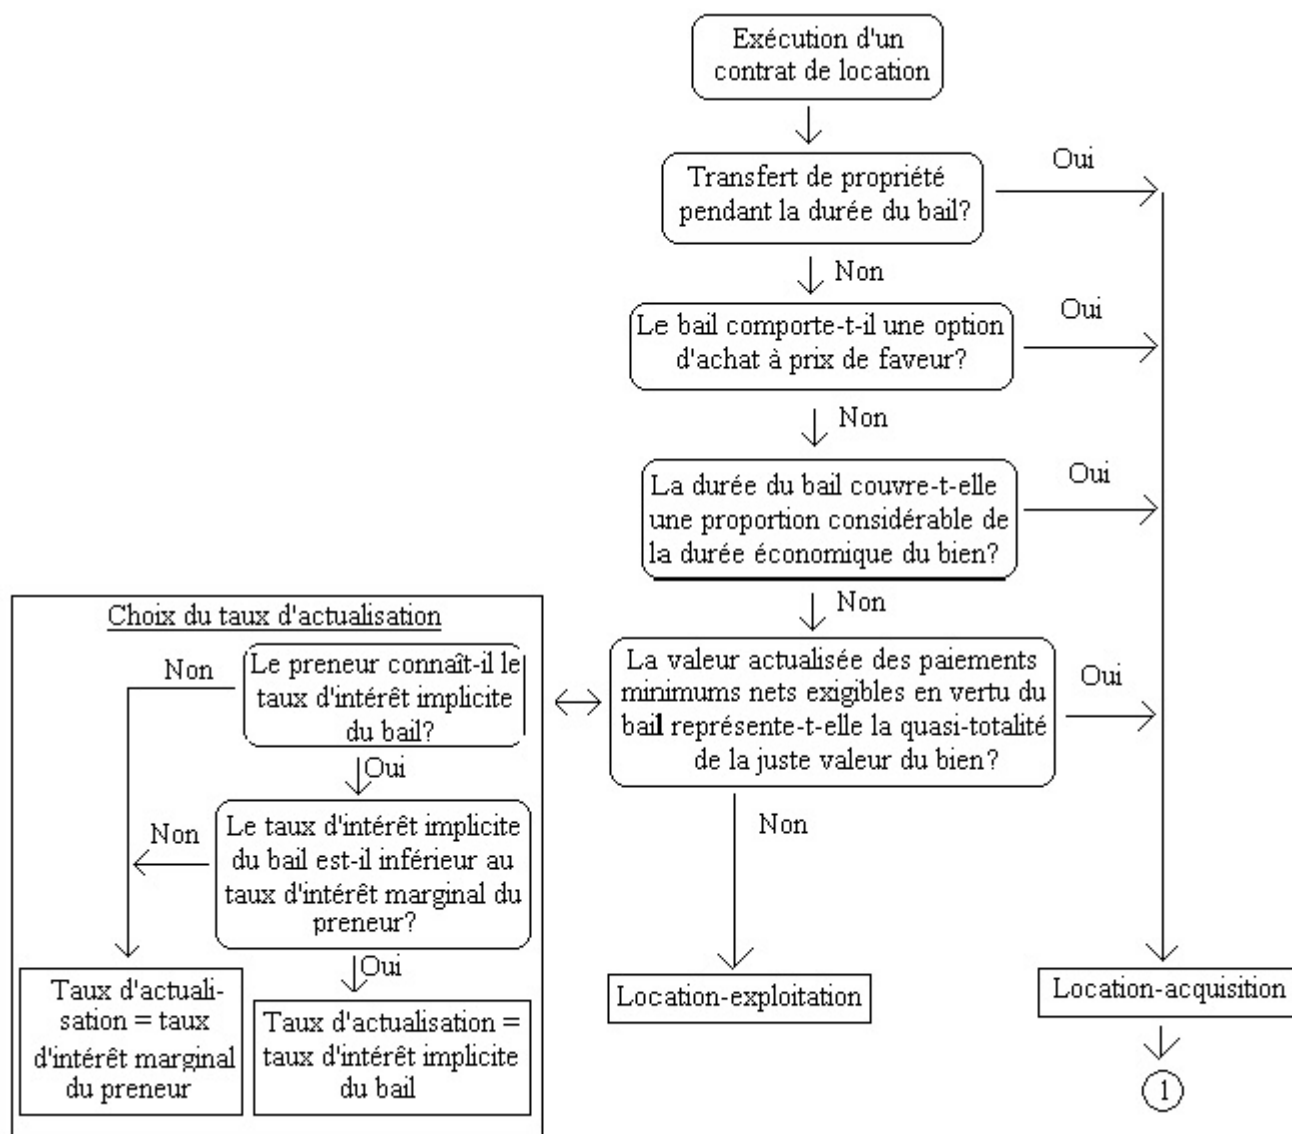 Exécution d'un
contrat de location
Transfert de propriété
pendant la durée du bail?
Oui
Non
Le bail comporte-t-il une option
d'achat à prix de faveur?
Oui
Non
La durée du bail couvre-t-elle
une proportion considérable de
la durée économique du bien?
Oui
Non
La valeur actualisée des paiements
minimums nets exigibles en vertu du
bail représente-t-elle la quasi-totalité
de la juste valeur du bien?
Oui
Non
Choix du taux d'actualisation
Le preneur connaît-il le
taux d'intérêt implicite
du bail?
Non
Oui
Le taux d'intérêt implicite
du bail est-il inférieur au
taux d'intérêt marginal du
preneur?
Non
Oui
Taux d'actuali-
sation = taux
d'intérêt marginal
du preneur
Taux d'actualisation =
taux d'intérêt implicite
du bail
Location-exploitation
Location-acquisition
1